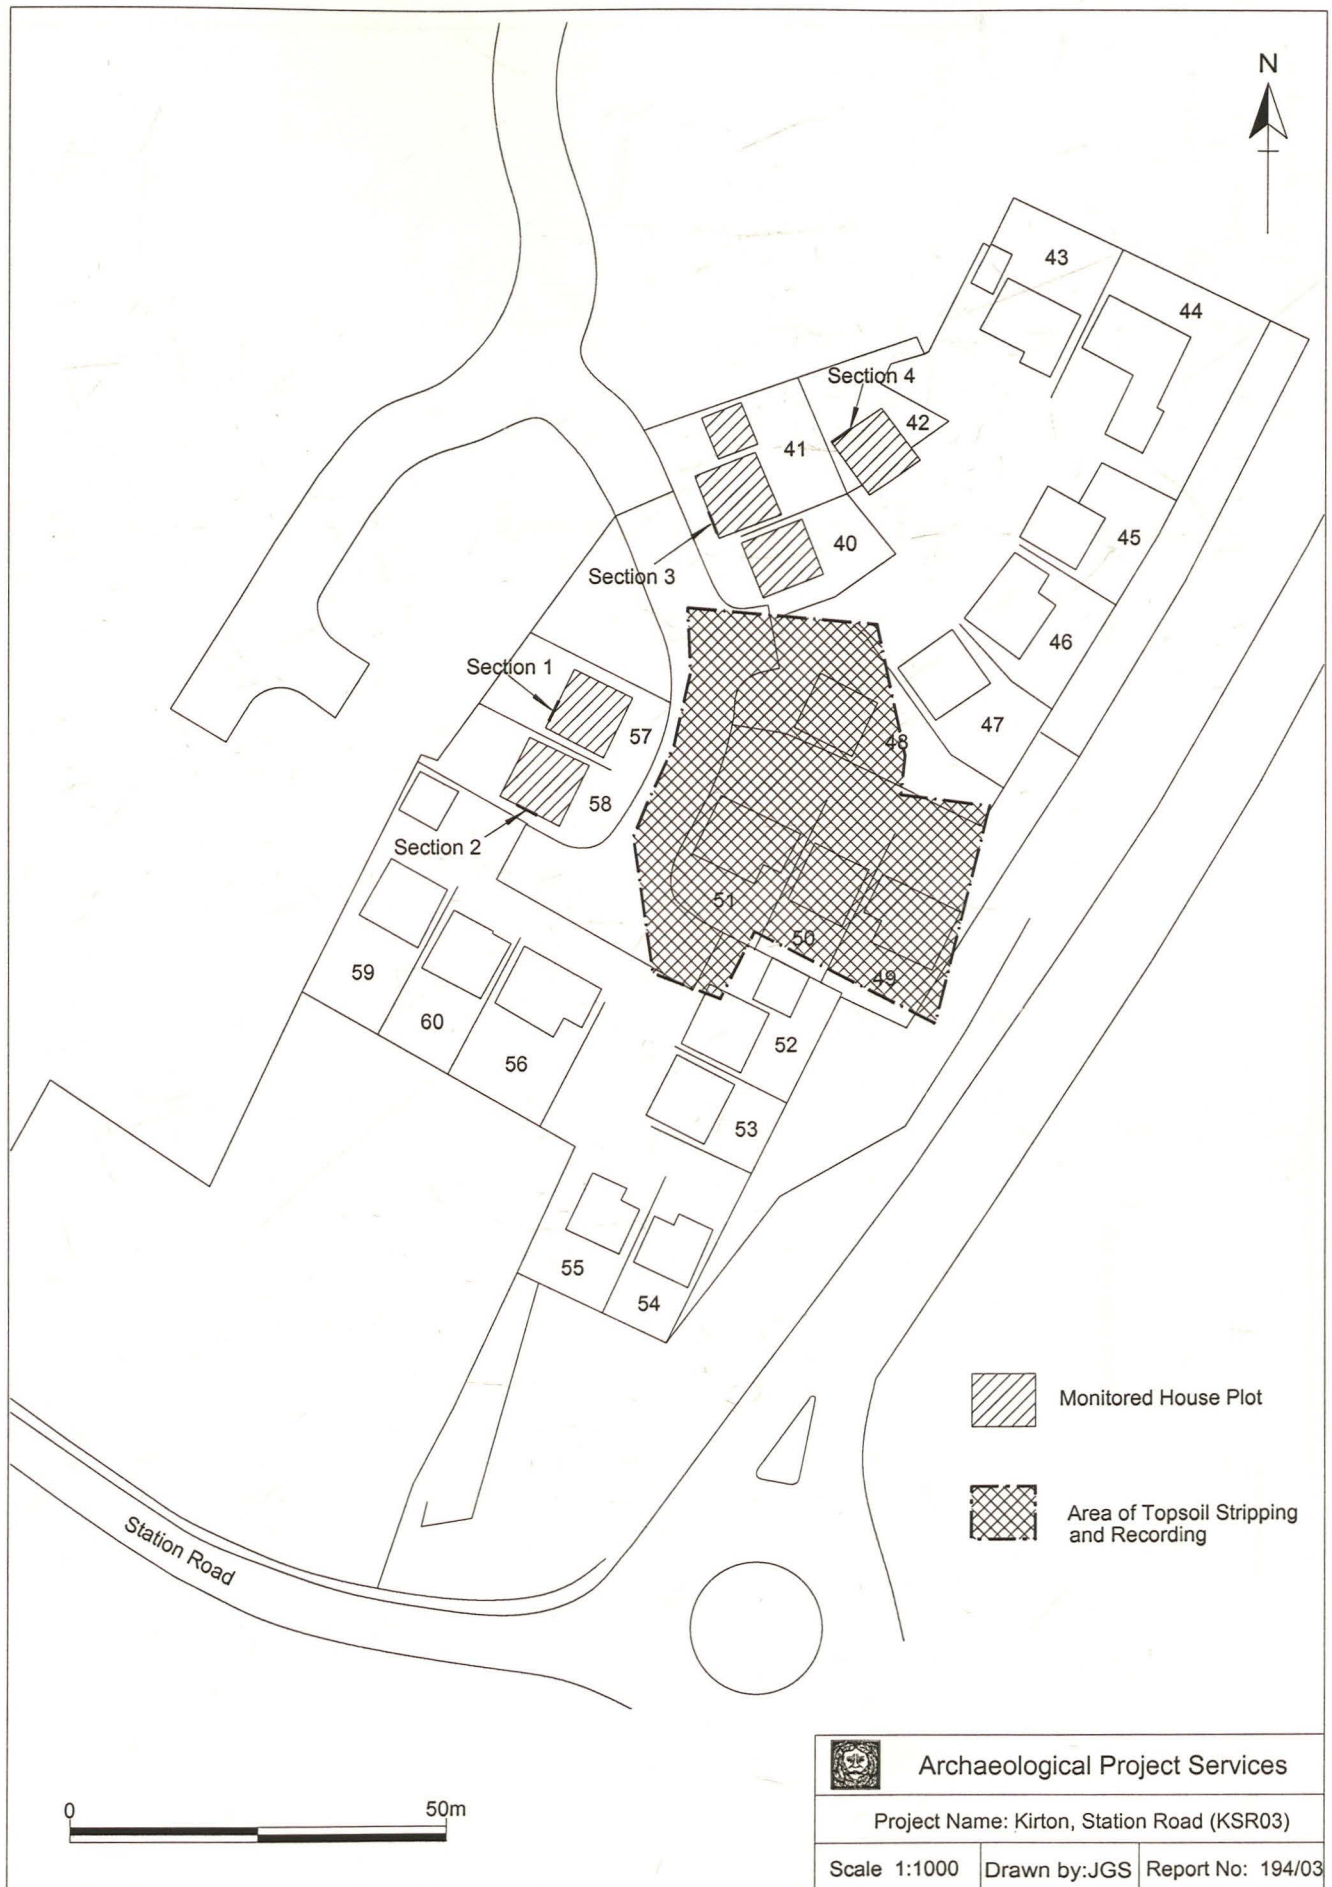 N
43
44
Section 4
42
41
45
40
Section 3
46
Section 1
47
57
48
58
Section 2
51
50
59
49
60
52
56
53
55
54
Monitored House Plot
Area of Topsoil Stripping
and Recording
Station Road
0 50m
Archaeological Project Services
Project Name: Kirton, Station Road (KSR03)
Scale 1:1000 Drawn by:JGS Report No: 194/03